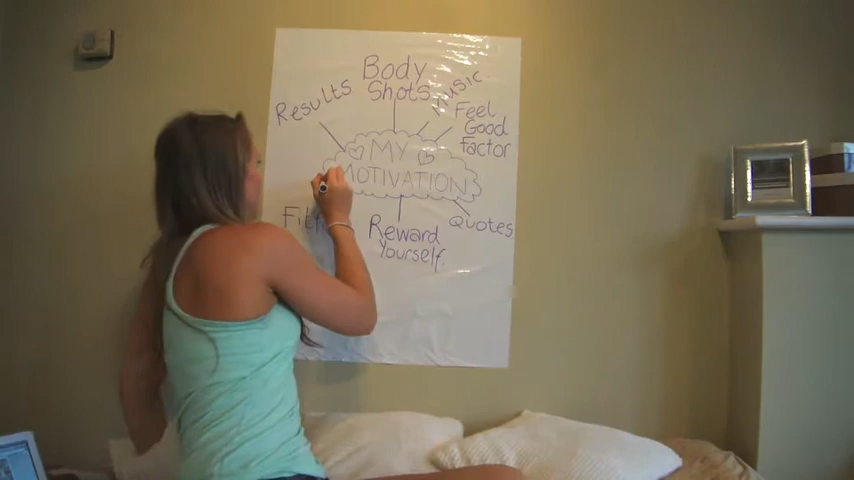 Body
Shots
Results
Music
Feel
Good
Factor
MY
MOTIVATION
Reward
Yourself.
Quotes